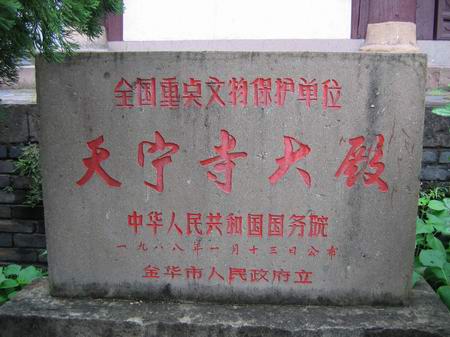 全国重点文物保护单位
天宁寺大殿
中华人民共和国国务院
一九八八年一月十三日公布
金华市人民政府立